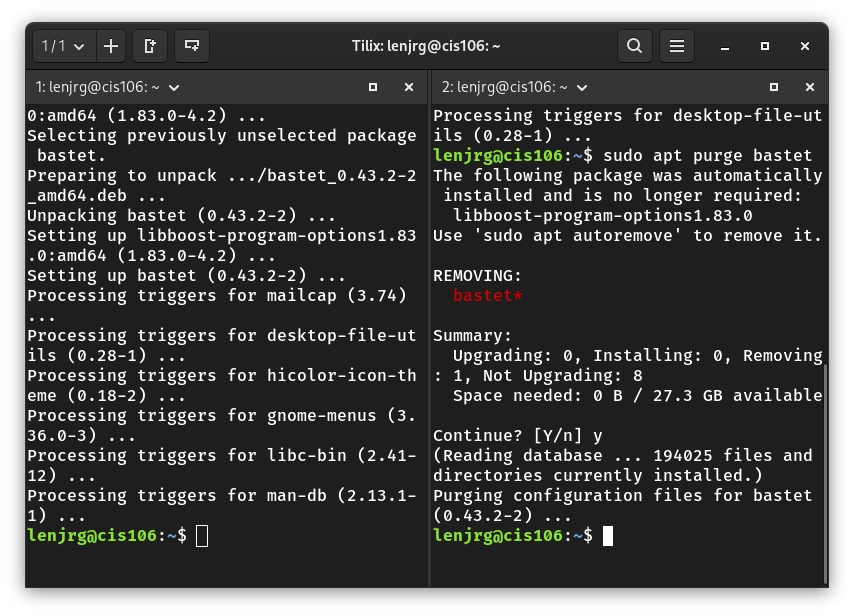 1/1
Tilix: lenjrg@cis106: ~
1: lenjrg@cis106: ~
0:amd64 (1.83.0-4.2) ...
Selecting previously unselected package
 bastet.
Preparing to unpack .../bastet_0.43.2-2
_amd64.deb ...
Unpacking bastet (0.43.2-2) ...
Setting up libboost-program-options1.83
.0:amd64 (1.83.0-4.2) ...
Setting up bastet (0.43.2-2) ...
Processing triggers for mailcap (3.74)
...
Processing triggers for desktop-file-ut
ils (0.28-1) ...
Processing triggers for hicolor-icon-th
eme (0.18-2) ...
Processing triggers for gnome-menus (3.
36.0-3) ...
Processing triggers for libc-bin (2.41-
12) ...
Processing triggers for man-db (2.13.1-
1) ...
lenjrg@cis106:~$
2: lenjrg@cis106: ~
Processing triggers for desktop-file-ut
ils (0.28-1) ...
lenjrg@cis106:~$ sudo apt purge bastet
The following package was automatically
 installed and is no longer required:
  libboost-program-options1.83.0
Use 'sudo apt autoremove' to remove it.
REMOVING:
  bastet*
Summary:
  Upgrading: 0, Installing: 0, Removing
: 1, Not Upgrading: 8
  Space needed: 0 B / 27.3 GB available
Continue? [Y/n] y
(Reading database ... 194025 files and
directories currently installed.)
Purging configuration files for bastet
(0.43.2-2) ...
lenjrg@cis106:~$